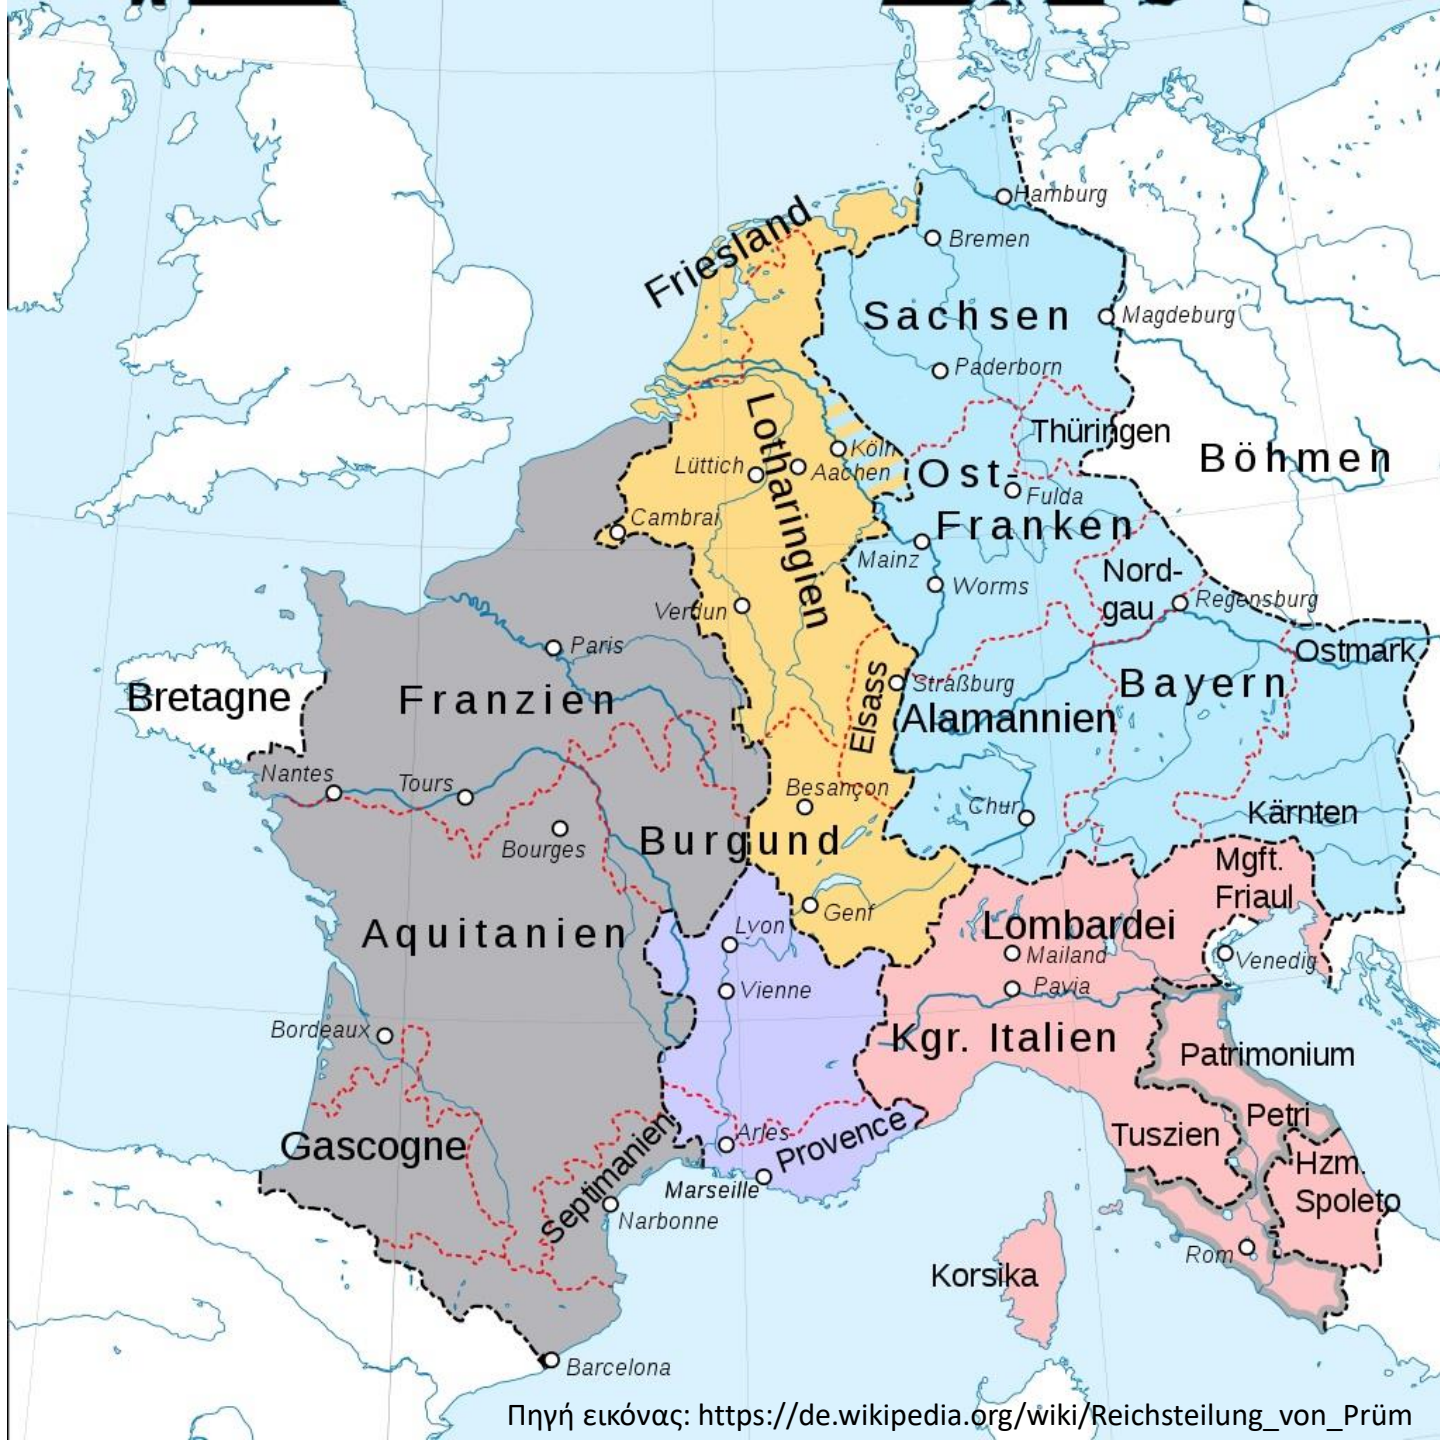 Hamburg
Friesland
Bremen
Sachsen
Magdeburg
Paderborn
Thüringen
Lotharingien
Köln
Böhmen
Lüttich
Aachen
Ost-
Fulda
Cambrai
Franken
Mainz
Nord-
gau
Worms
Verdun
Regensburg
Paris
Ostmark
Elsass
Straßburg
Bayern
Bretagne
Franzien
Alamannien
Nantes
Tours
Besançon
Chur
Kärnten
Bourges
Burgund
Mgft.
Friaul
Genf
Aquitanien
Lyon
Lombardei
Mailand
Venedig
Vienne
Pavia
Bordeaux
Kgr. Italien
Patrimonium
Petri
Arles
Provence
Tuszien
Gascogne
Septimanien
Hzm.
Spoleto
Marseille
Narbonne
Rom
Korsika
Barcelona
Πηγή εικόνας: https://de.wikipedia.org/wiki/Reichsteilung_von_Prüm